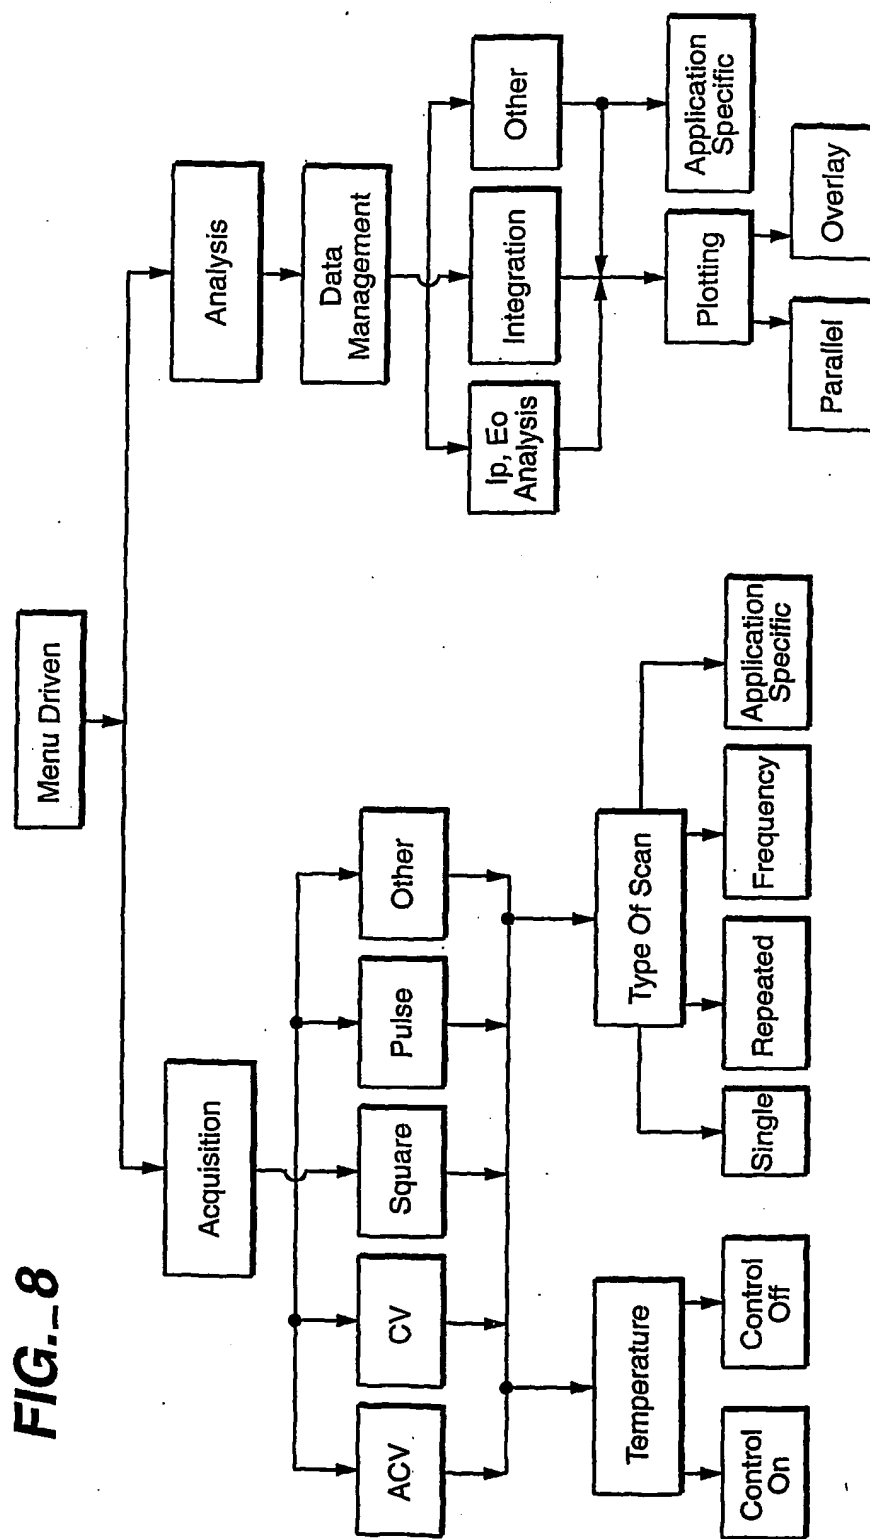 FIG._8
Menu Driven
Acquisition
Analysis
ACV
CV
Square
Pulse
Other
Data
Management
Ip, Eo
Analysis
Integration
Other
Temperature
Type Of Scan
Plotting
Application
Specific
Control
On
Control
Off
Single
Repeated
Frequency
Application
Specific
Parallel
Overlay